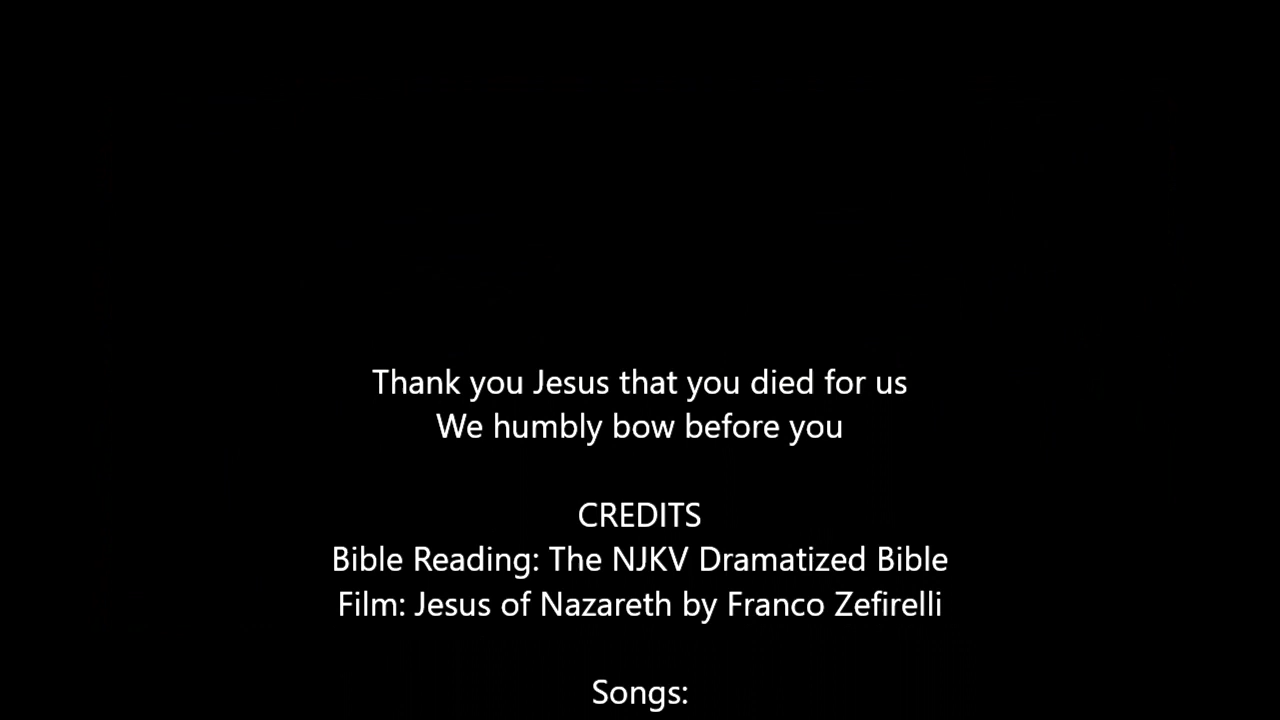 Thank you Jesus that you died for us
We humbly bow before you
CREDITS
Bible Reading: The NJKV Dramatized Bible
Film: Jesus of Nazareth by Franco Zefirelli
Songs: